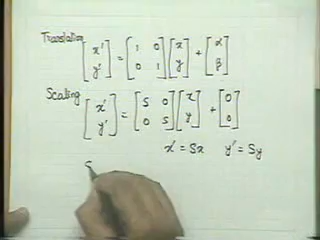 Translation
[x' y'] = [1 0 0 1] [x y] + [α β]
Scaling
[x' y'] = [S 0 0 S] [x y] + [0 0]
x' = Sx y' = Sy